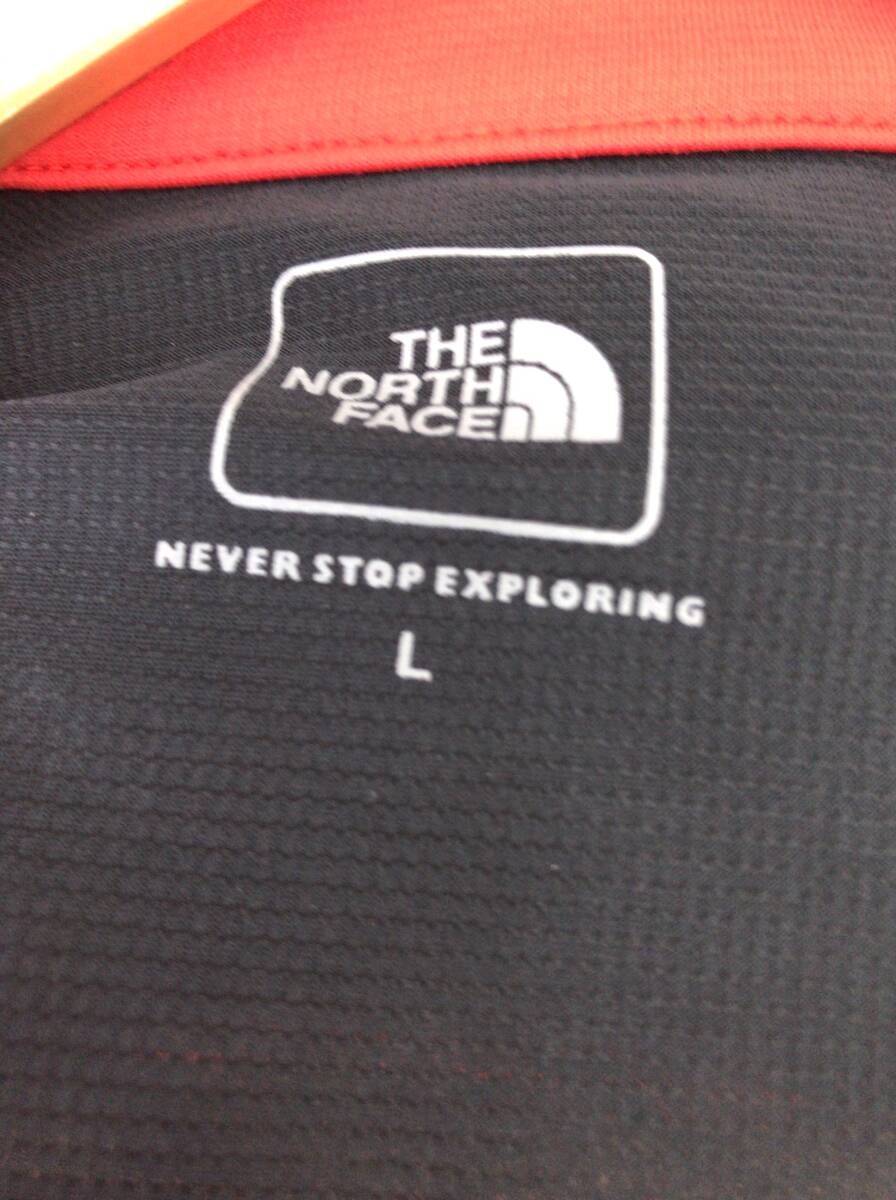 THE
NORTH
FACE
NEVER STOP EXPLORING
L